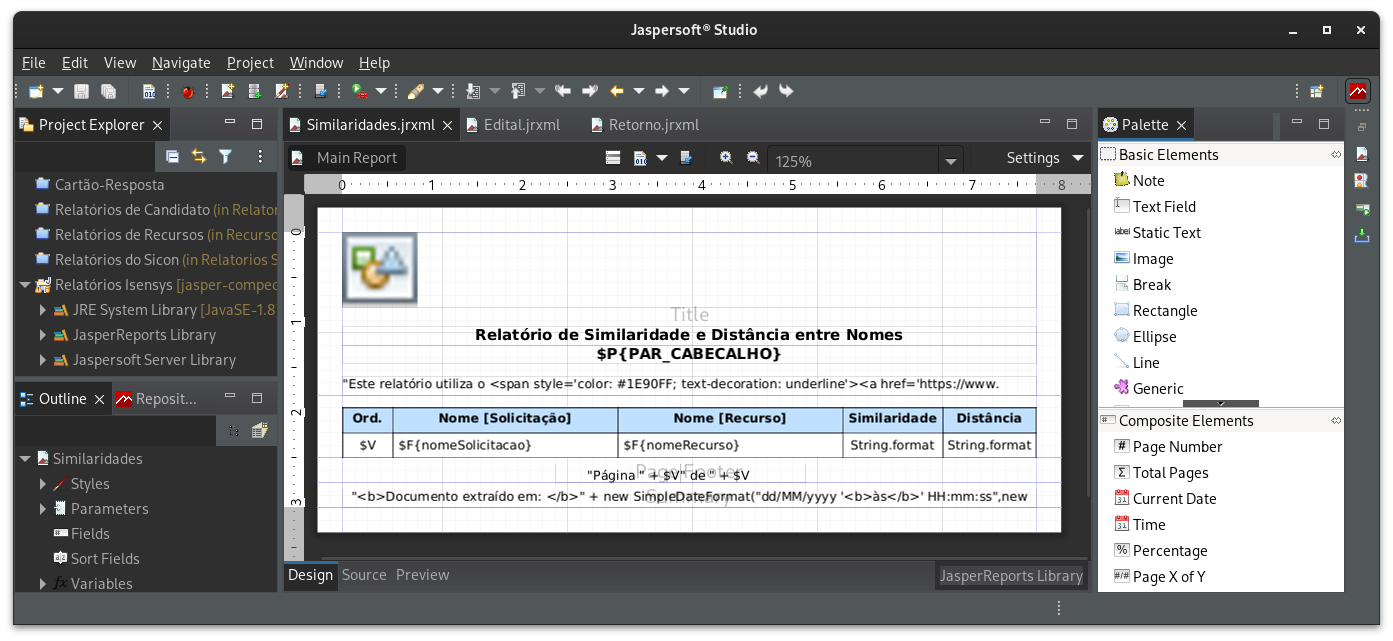 Jaspersoft® Studio
File Edit View Navigate Project Window Help
Project Explorer
Cartão-Resposta
Relatórios de Candidato (in Relator
Relatórios de Recursos (in Recurso
Relatórios do Sicon (in Relatorios S
Relatórios Isensys [jasper-compec
JRE System Library [JavaSE-1.8
JasperReports Library
Jaspersoft Server Library
Outline Reposit...
Similaridades
Styles
Parameters
Fields
Sort Fields
Variables
Similaridades.jrxml Edital.jrxml Retorno.jrxml
Main Report 125% Settings
0 1 2 3 4 5 6 7 8
0
1
2
3
Title
Relatório de Similaridade e Distância entre Nomes
$P{PAR_CABECALHO}
"Este relatório utiliza o <span style='color: #1E90FF; text-decoration: underline'><a href='https://www.
Ord. Nome [Solicitação] Nome [Recurso] Similaridade Distância
$V $F{nomeSolicitacao} $F{nomeRecurso} String.format String.format
Page Footer
"Página " + $V" de " + $V
Summary
"<b>Documento extraído em: </b>" + new SimpleDateFormat("dd/MM/yyyy '<b>às</b>' HH:mm:ss",new
Design Source Preview JasperReports Library
Palette
Basic Elements
Note
Text Field
label Static Text
Image
Break
Rectangle
Ellipse
Line
Generic
Composite Elements
# Page Number
Σ Total Pages
Current Date
Time
% Percentage
#/# Page X of Y